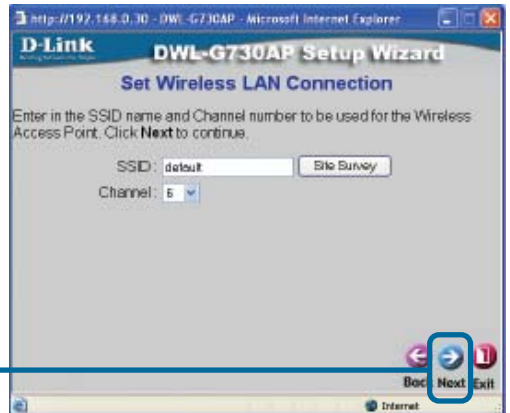 http://192.168.0.30 - DWL-G730AP - Microsoft Internet Explorer
D-Link
DWL-G730AP Setup Wizard
Set Wireless LAN Connection
Enter in the SSID name and Channel number to be used for the Wireless
Access Point. Click Next to continue.
SSID: default Site Survey
Channel: 6
Back Next Exit
Internet